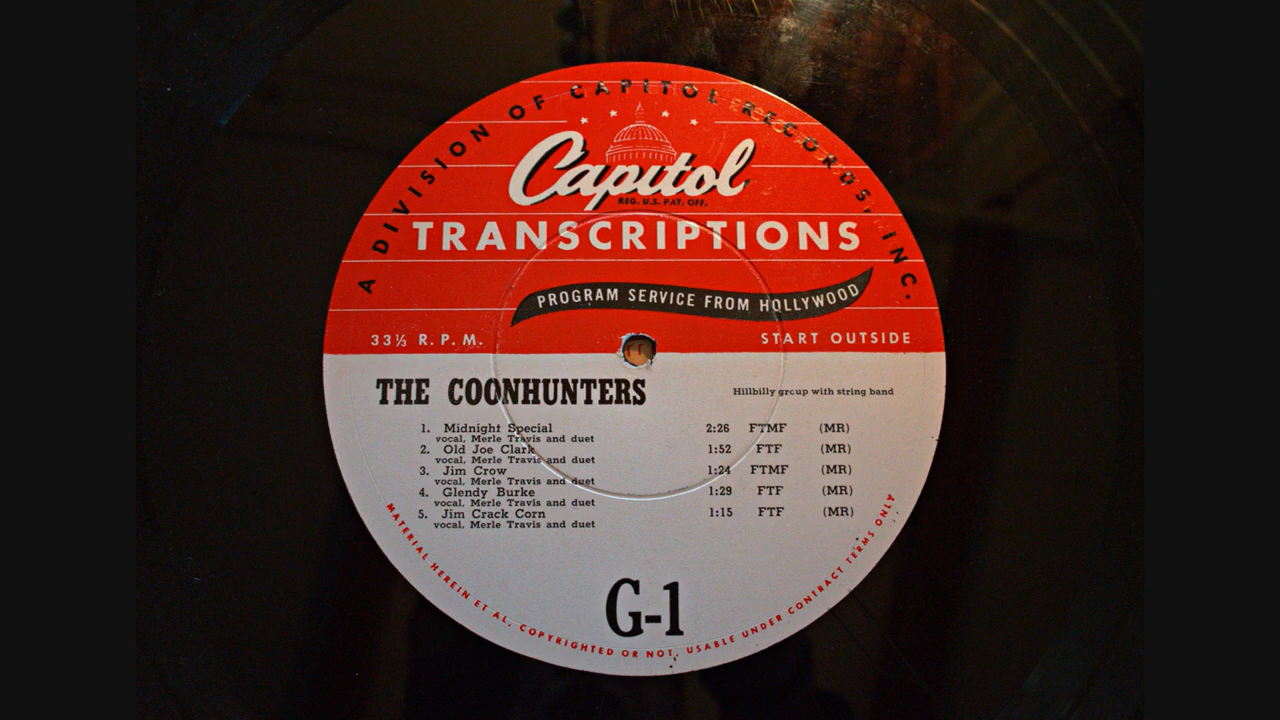 A DIVISION OF CAPITOL RECORDS, INC.
Capitol
REG. U.S. PAT. OFF.
TRANSCRIPTIONS
PROGRAM SERVICE FROM HOLLYWOOD
33⅓ R.P.M.
START OUTSIDE
THE COONHUNTERS
Hillbilly group with string band
1. Midnight Special 2:26 FTMF (MR)
vocal, Merle Travis and duet
2. Old Joe Clark 1:52 FTF (MR)
vocal, Merle Travis and duet
3. Jim Crow 1:24 FTMF (MR)
vocal, Merle Travis and duet
4. Glendy Burke 1:29 FTF (MR)
vocal, Merle Travis and duet
5. Jim Crack Corn 1:15 FTF (MR)
vocal, Merle Travis and duet
G-1
MATERIAL HEREIN ET AL, COPYRIGHTED OR NOT, USABLE UNDER CONTRACT TERMS ONLY